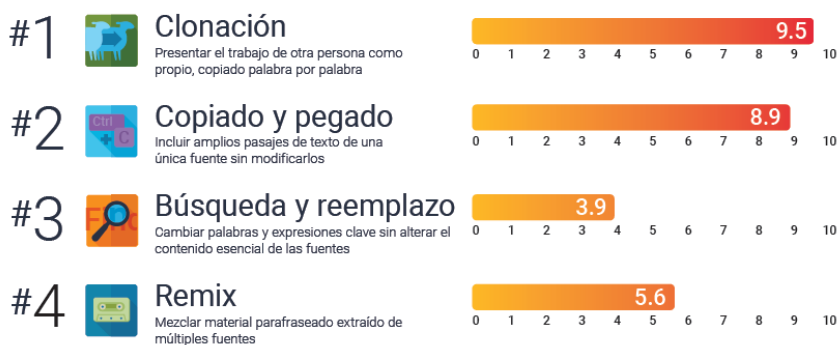 #1
Clonación
Presentar el trabajo de otra persona como
propio, copiado palabra por palabra
9.5
0 1 2 3 4 5 6 7 8 9 10
#2
Ctrl
+ C
Copiado y pegado
Incluir amplios pasajes de texto de una
única fuente sin modificarlos
8.9
0 1 2 3 4 5 6 7 8 9 10
#3
Find
Búsqueda y reemplazo
Cambiar palabras y expresiones clave sin alterar el
contenido esencial de las fuentes
3.9
0 1 2 3 4 5 6 7 8 9 10
#4
Remix
Mezclar material parafraseado extraído de
múltiples fuentes
5.6
0 1 2 3 4 5 6 7 8 9 10